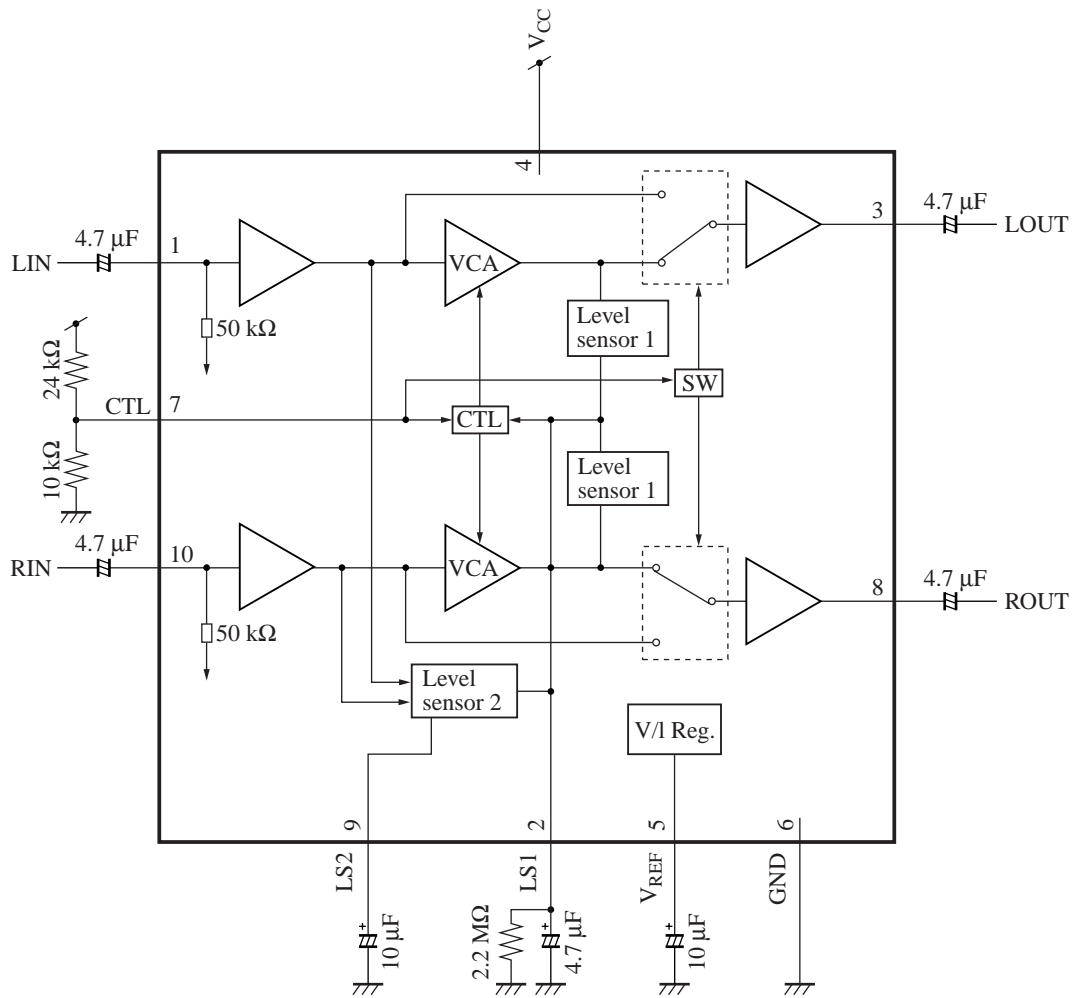 VCC
4
4.7 µF
1
LIN
50 kΩ
VCA
Level
sensor 1
3
4.7 µF
LOUT
24 kΩ
CTL
7
10 kΩ
CTL
SW
Level
sensor 1
4.7 µF
10
RIN
50 kΩ
VCA
8
4.7 µF
ROUT
Level
sensor 2
V/l Reg.
9
2
5
6
LS2
LS1
VREF
GND
+
10 µF
2.2 MΩ
+
4.7 µF
+
10 µF